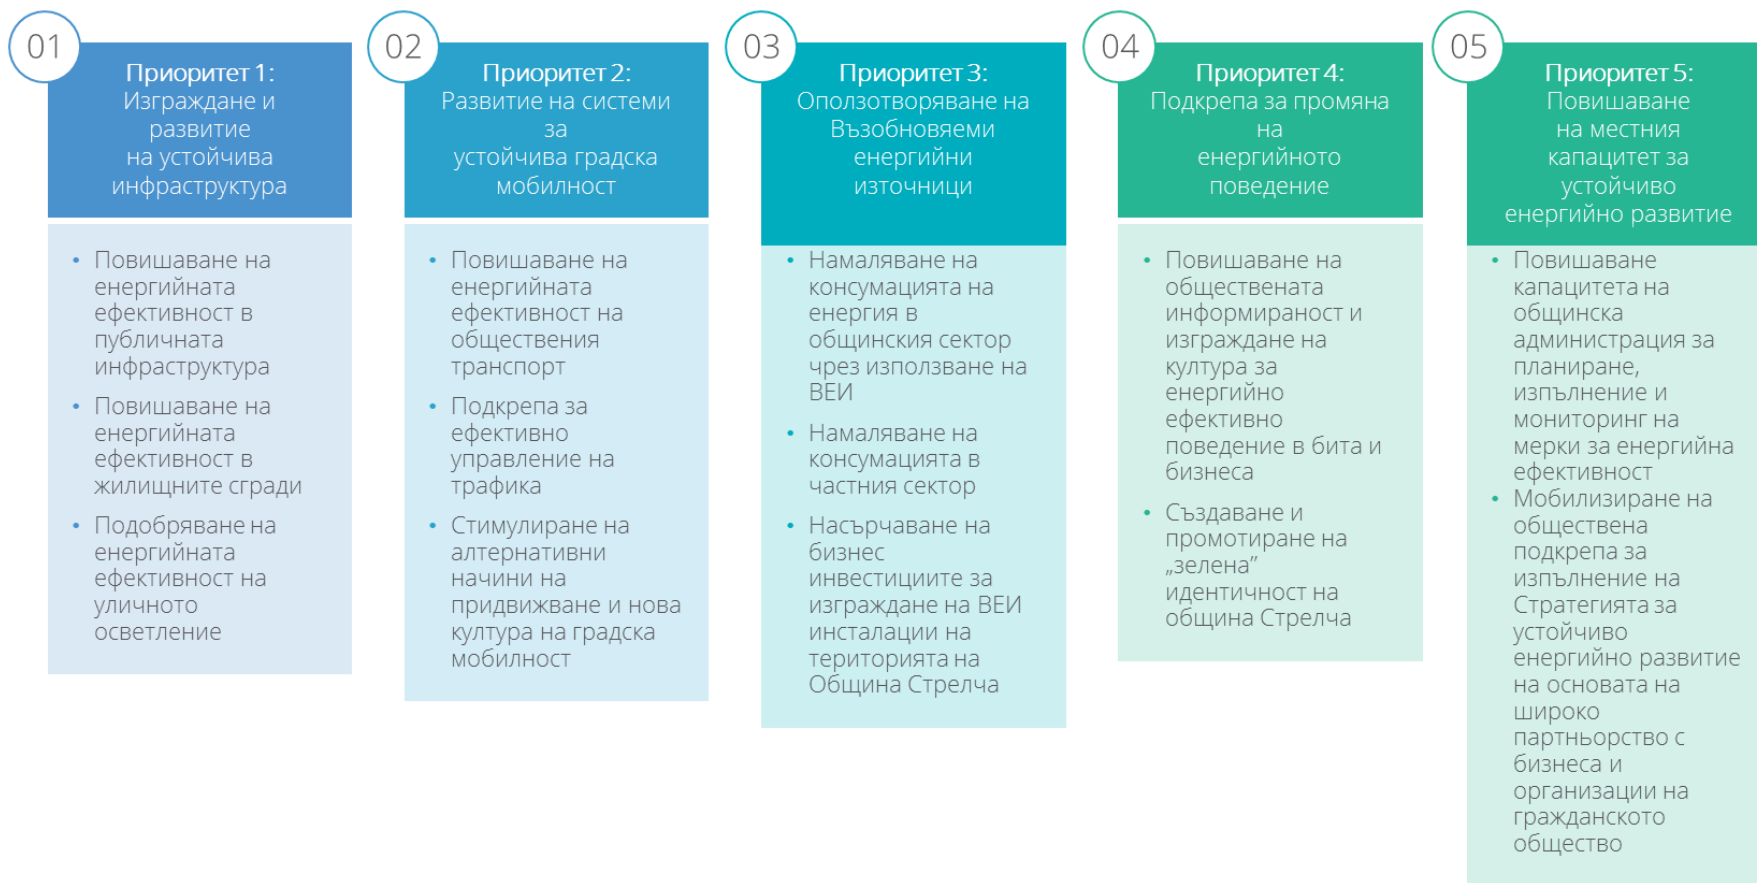 01
Приоритет 1:
Изграждане и
развитие
на устойчива
инфраструктура
• Повишаване на
енергийната
ефективност в
публичната
инфраструктура
• Повишаване на
енергийната
ефективност в
жилищните сгради
• Подобряване на
енергийната
ефективност на
уличното
осветление
02
Приоритет 2:
Развитие на системи
за
устойчива градска
мобилност
• Повишаване на
енергийната
ефективност на
обществения
транспорт
• Подкрепа за
ефективно
управление на
трафика
• Стимулиране на
алтернативни
начини на
придвижване и нова
култура на градска
мобилност
03
Приоритет 3:
Оползотворяване на
Възобновяеми
енергийни
източници
• Намаляване на
консумацията на
енергия в
общинския сектор
чрез използване на
ВЕИ
• Намаляване на
консумацията в
частния сектор
• Насърчаване на
бизнес
инвестициите за
изграждане на ВЕИ
инсталации на
територията на
Община Стрелча
04
Приоритет 4:
Подкрепа за промяна
на
енергийното
поведение
• Повишаване на
обществената
информираност и
изграждане на
култура за
енергийно
ефективно
поведение в бита и
бизнеса
• Създаване и
промотиране на
„зелена”
идентичност на
община Стрелча
05
Приоритет 5:
Повишаване
на местния
капацитет за
устойчиво
енергийно развитие
• Повишаване
капацитета на
общинска
администрация за
планиране,
изпълнение и
мониторинг на
мерки за енергийна
ефективност
• Мобилизиране на
обществена
подкрепа за
изпълнение на
Стратегията за
устойчиво
енергийно развитие
на основата на
широко
партньорство с
бизнеса и
организации на
гражданското
общество